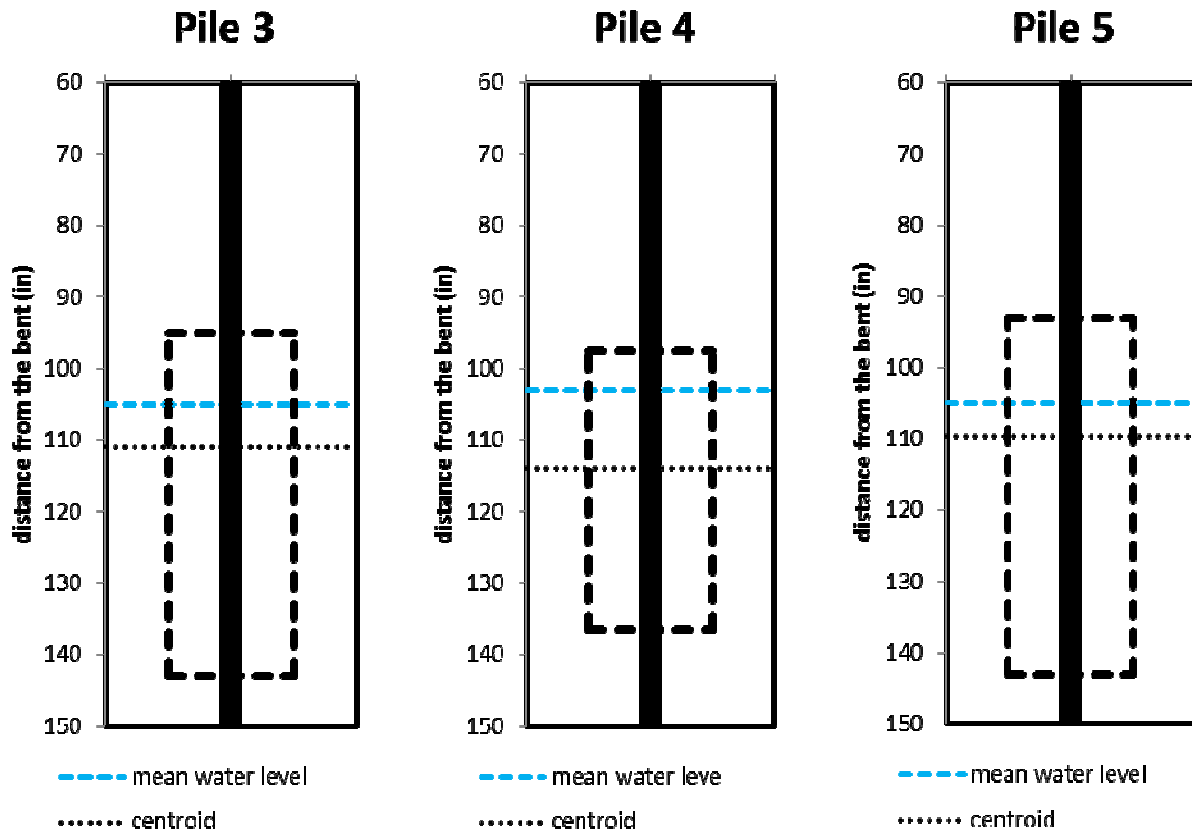 Pile 3
60
70
80
90
100
110
120
130
140
150
distance from the bent (in)
mean water level
centroid
Pile 4
60
70
80
90
100
110
120
130
140
150
distance from the bent (in)
mean water leve
centroid
Pile 5
60
70
80
90
100
110
120
130
140
150
distance from the bent (in)
mean water level
centroid